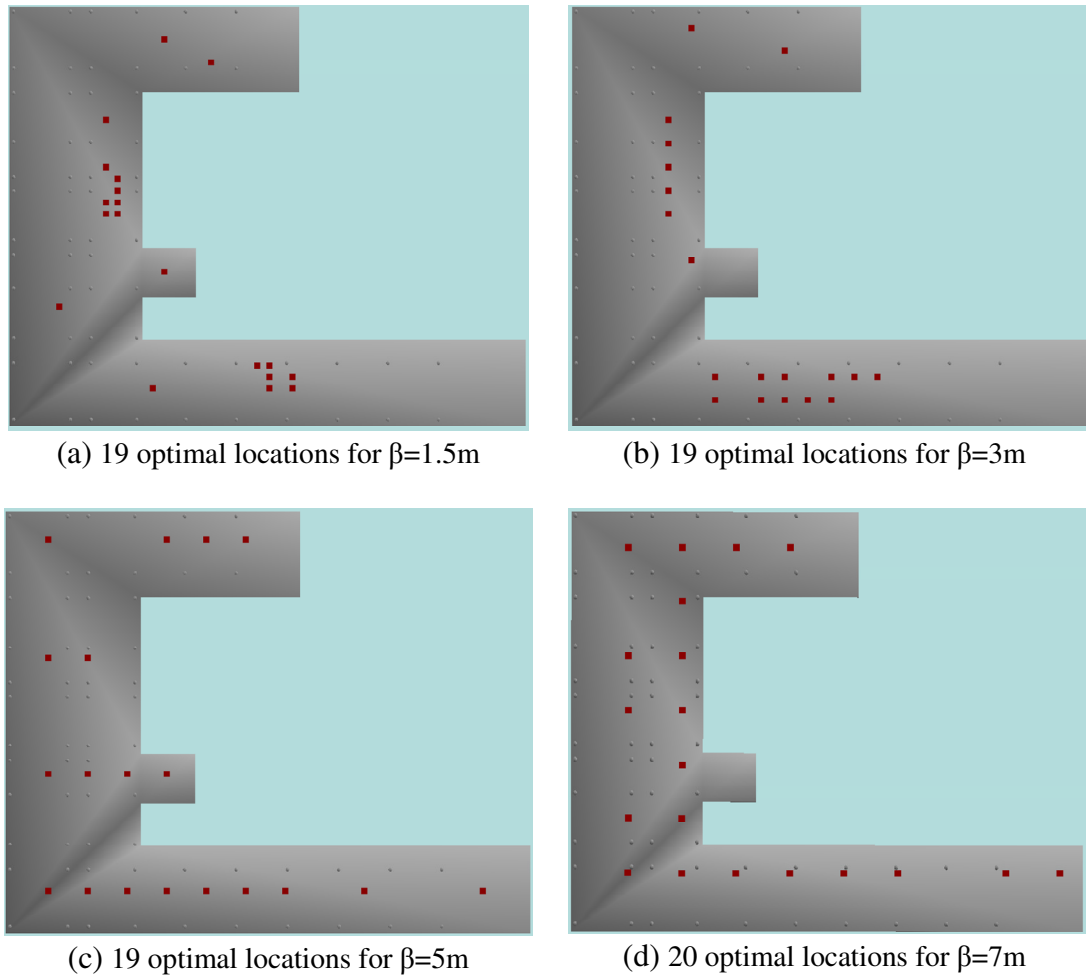 (a) 19 optimal locations for β=1.5m
(b) 19 optimal locations for β=3m
(c) 19 optimal locations for β=5m
(d) 20 optimal locations for β=7m